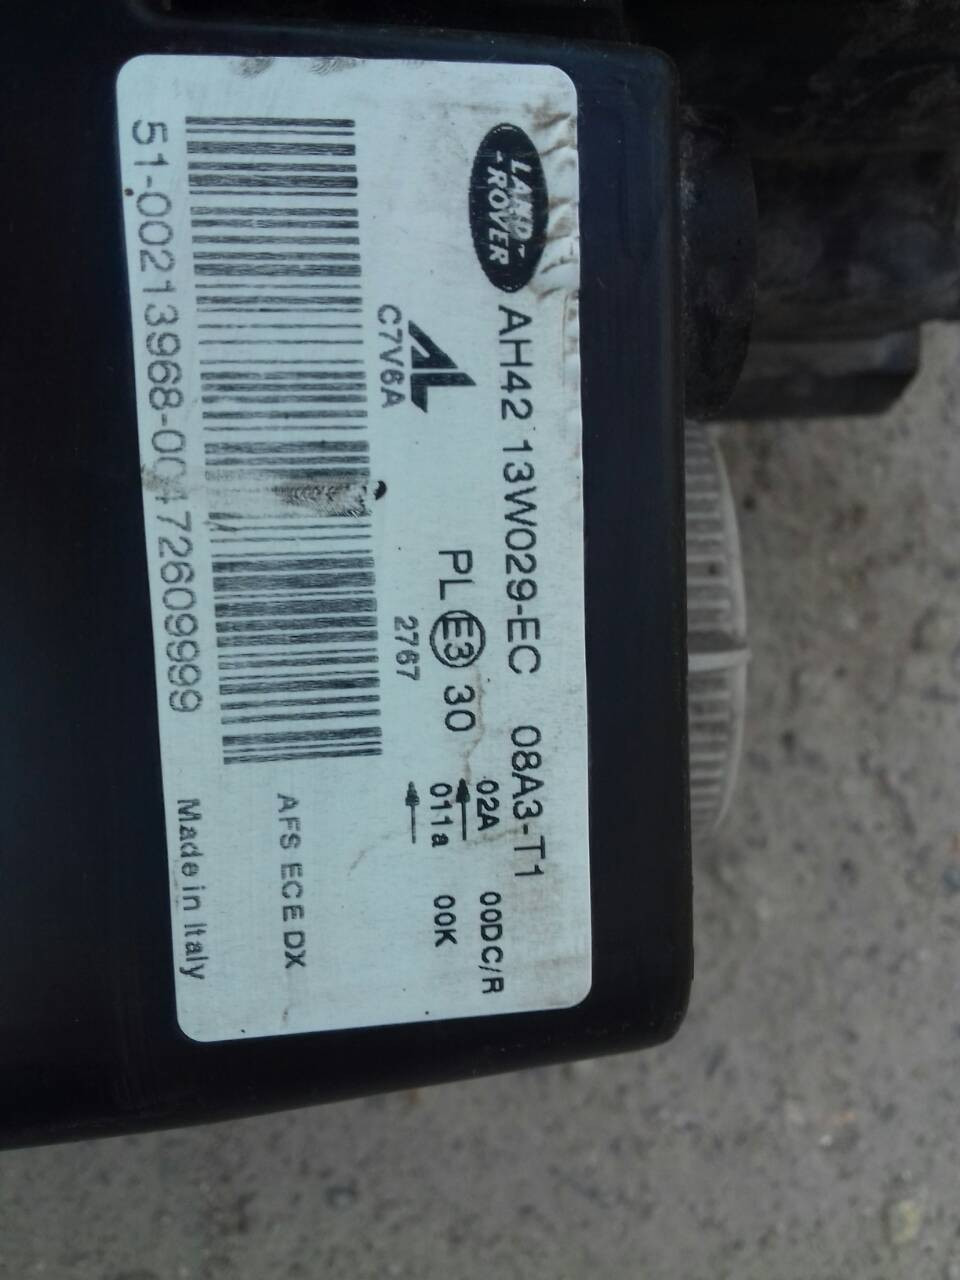 LAND-
-ROVER
AH42 13W029-EC 08A3-T1
02A 00DC/R
PL E3 30 011a 00K
AL
2767
C7V6A
AFS ECE DX
51-00213968-00472609999
Made in Italy